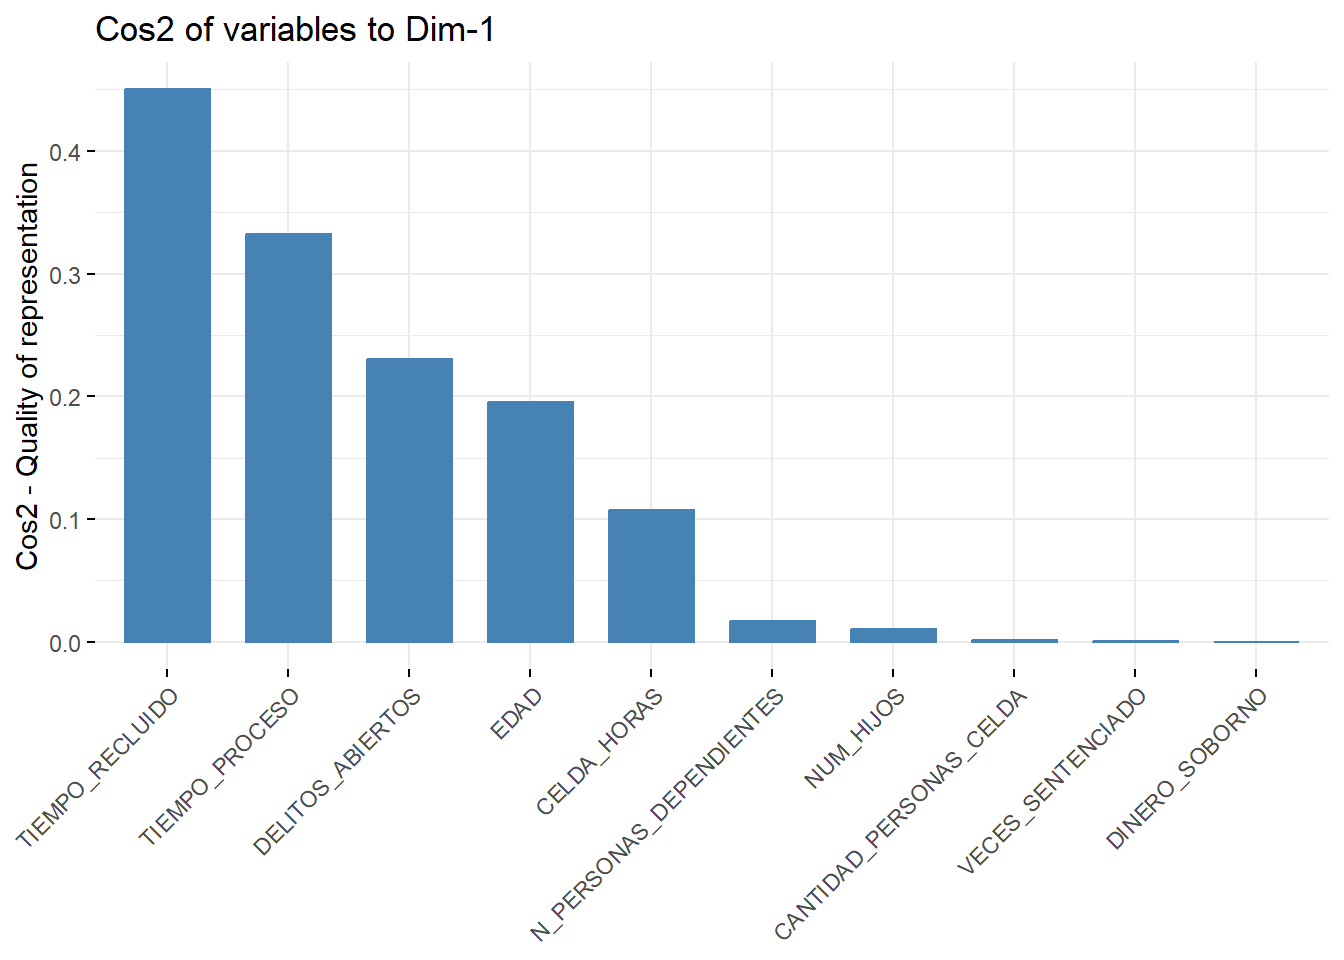 Cos2 of variables to Dim-1
Cos2 - Quality of representation
0.4
0.3
0.2
0.1
0.0
TIEMPO_RECLUIDO
TIEMPO_PROCESO
DELITOS_ABIERTOS
EDAD
CELDA_HORAS
N_PERSONAS_DEPENDIENTES
NUM_HIJOS
CANTIDAD_PERSONAS_CELDA
VECES_SENTENCIADO
DINERO_SOBORNO